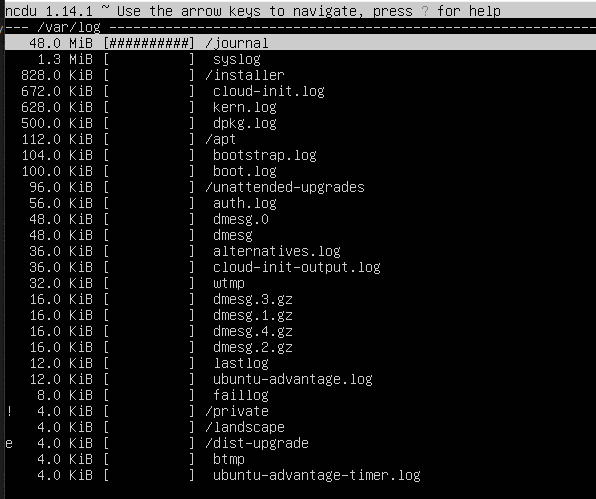 ncdu 1.14.1 ~ Use the arrow keys to navigate, press ? for help
--- /var/log ---------------------------------------------------------------
   48.0 MiB [##########] /journal
    1.3 MiB [          ]  syslog
  828.0 KiB [          ] /installer
  672.0 KiB [          ]  cloud-init.log
  628.0 KiB [          ]  kern.log
  500.0 KiB [          ]  dpkg.log
  112.0 KiB [          ] /apt
  104.0 KiB [          ]  bootstrap.log
  100.0 KiB [          ]  boot.log
   96.0 KiB [          ] /unattended-upgrades
   56.0 KiB [          ]  auth.log
   48.0 KiB [          ]  dmesg.0
   48.0 KiB [          ]  dmesg
   36.0 KiB [          ]  alternatives.log
   36.0 KiB [          ]  cloud-init-output.log
   32.0 KiB [          ]  wtmp
   16.0 KiB [          ]  dmesg.3.gz
   16.0 KiB [          ]  dmesg.1.gz
   16.0 KiB [          ]  dmesg.4.gz
   16.0 KiB [          ]  dmesg.2.gz
   12.0 KiB [          ]  lastlog
   12.0 KiB [          ]  ubuntu-advantage.log
    8.0 KiB [          ]  faillog
!   4.0 KiB [          ] /private
    4.0 KiB [          ] /landscape
e   4.0 KiB [          ] /dist-upgrade
    4.0 KiB [          ]  btmp
    4.0 KiB [          ]  ubuntu-advantage-timer.log